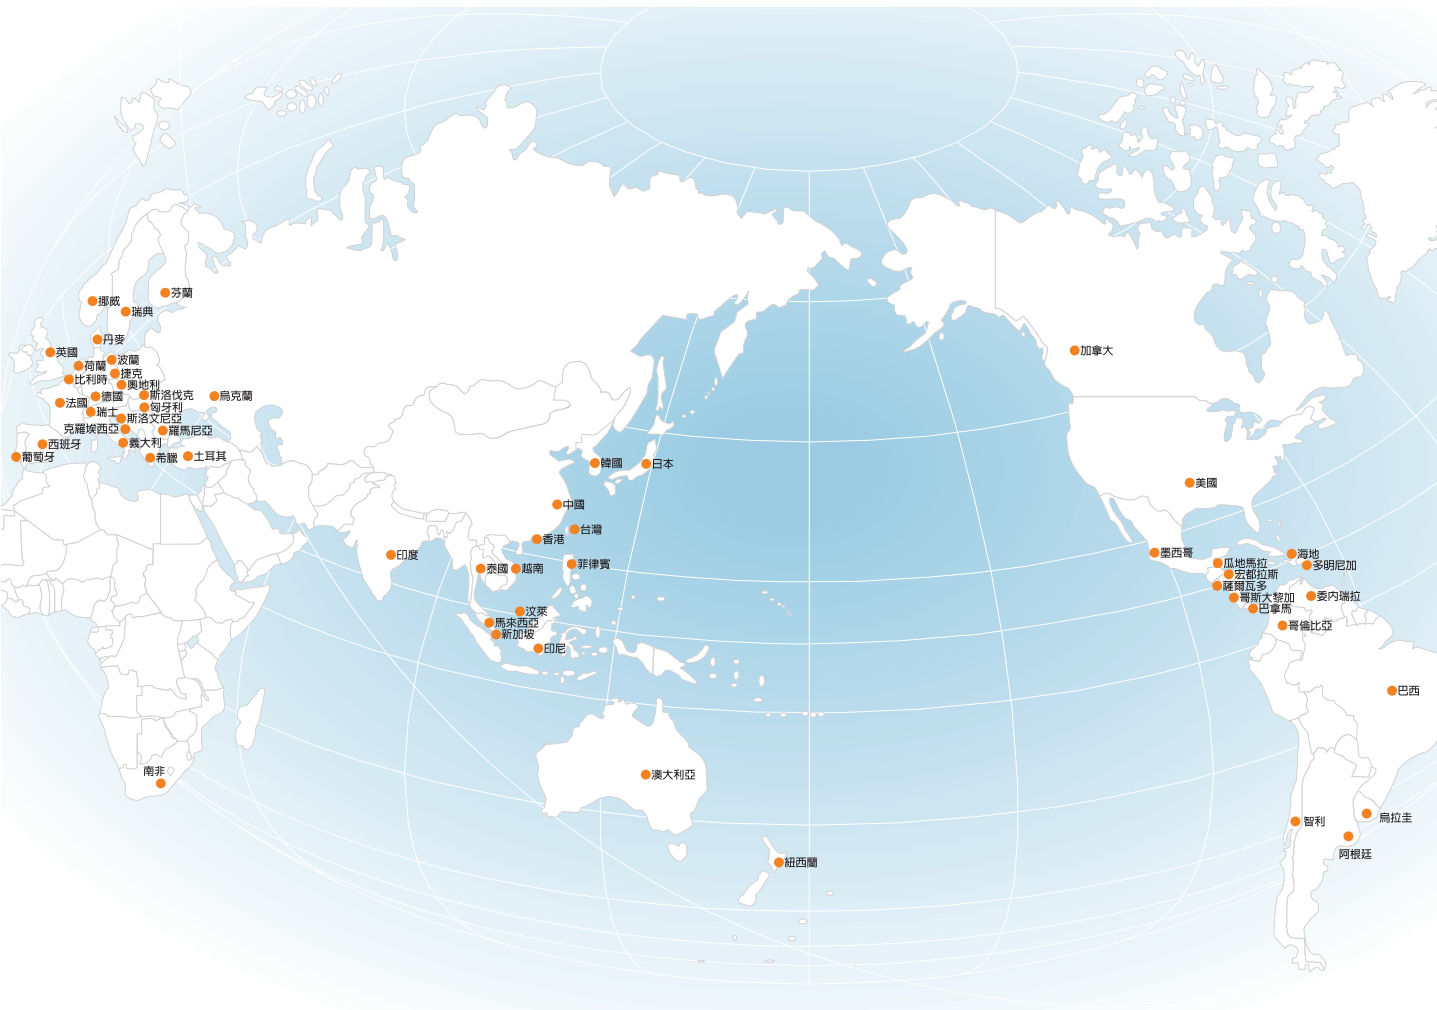 芬蘭
挪威
瑞典
丹麥
英國
波蘭
荷蘭
捷克
比利時
奧地利
德國
斯洛伐克
烏克蘭
法國
匈牙利
瑞士
斯洛文尼亞
克羅埃西亞
羅馬尼亞
西班牙
義大利
葡萄牙
希臘
土耳其
韓國
日本
中國
台灣
香港
印度
菲律賓
泰國
越南
汶萊
馬來西亞
新加坡
印尼
南非
澳大利亞
紐西蘭
加拿大
美國
墨西哥
海地
瓜地馬拉
多明尼加
宏都拉斯
薩爾瓦多
哥斯大黎加
委內瑞拉
巴拿馬
哥倫比亞
巴西
智利
烏拉圭
阿根廷